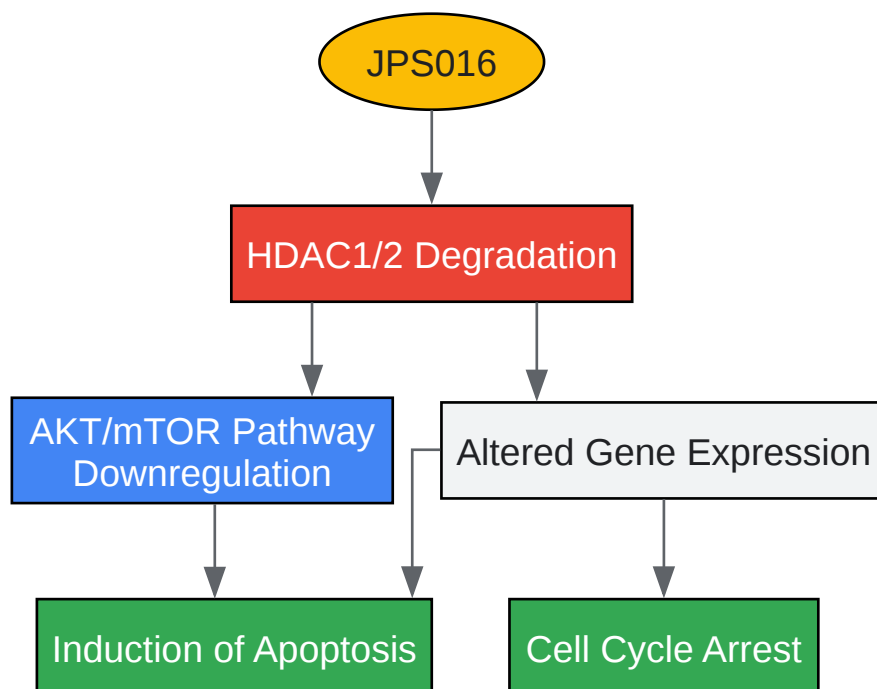 JPS016
HDAC1/2 Degradation
AKT/mTOR Pathway
Downregulation
Altered Gene Expression
Induction of Apoptosis
Cell Cycle Arrest